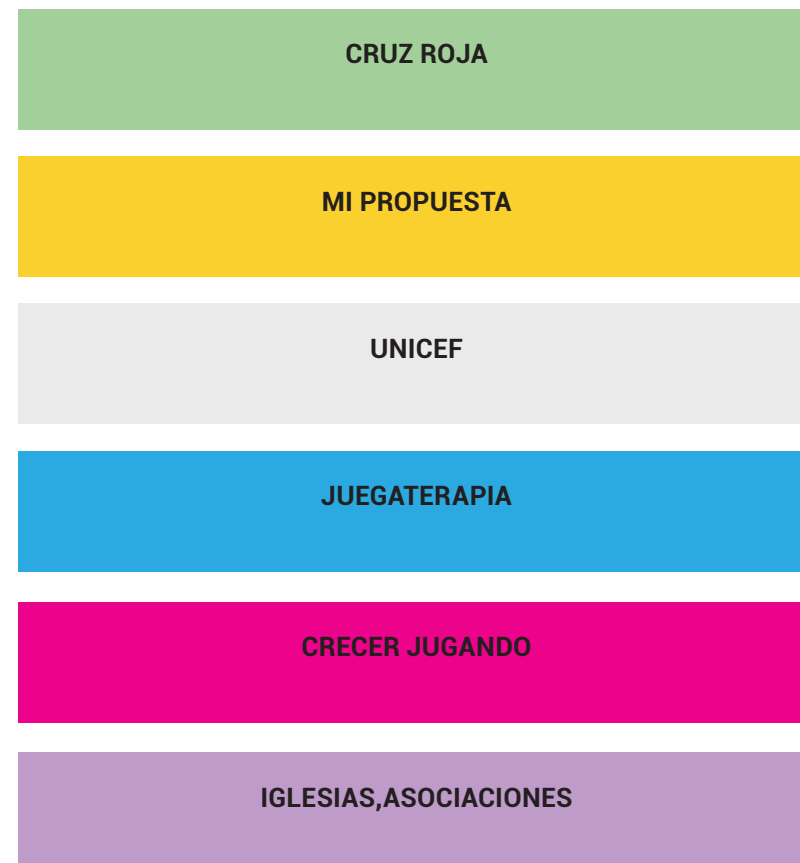 CRUZ ROJA
MI PROPUESTA
UNICEF
JUEGATERAPIA
CRECER JUGANDO
IGLESIAS,ASOCIACIONES